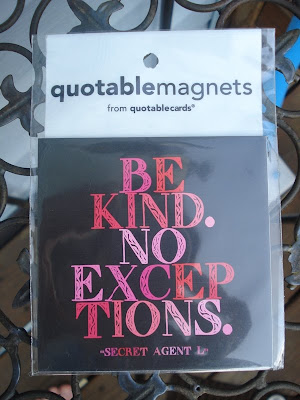 quotablemagnets
from quotablecards®
BE
KIND.
NO
EXCEP
TIONS.
-SECRET AGENT L